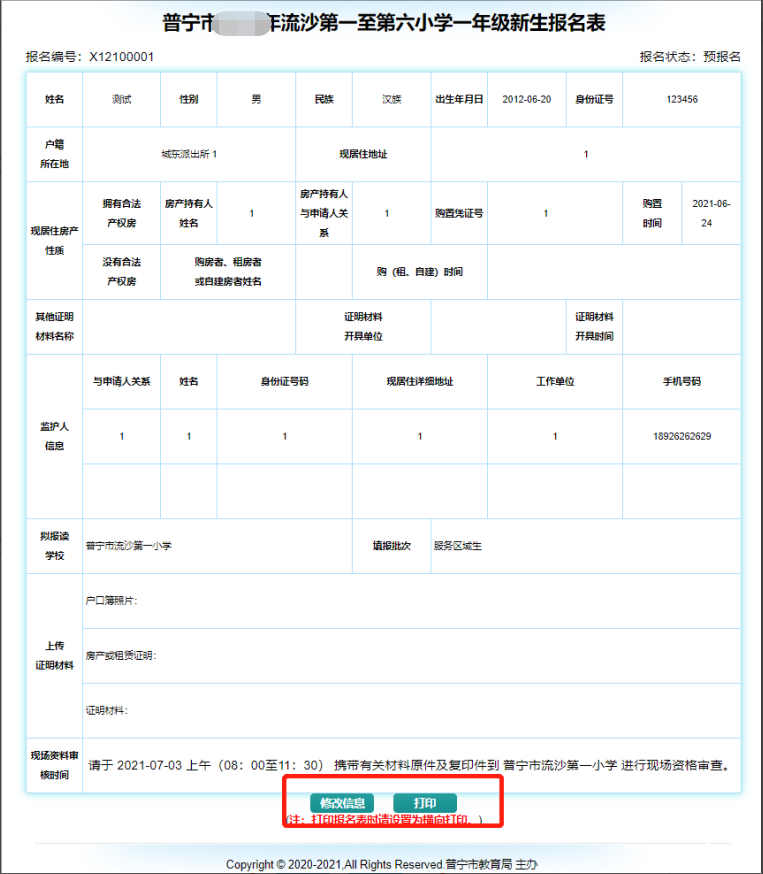 普宁市 年流沙第一至第六小学一年级新生报名表
报名编号：X12100001 报名状态：预报名
姓名 测试 性别 男 民族 汉族 出生年月日 2012-06-20 身份证号 123456
户籍
所在地
城东派出所 1 现居住地址 1
现居住房产
性质
拥有合法
产权房
房产持有人
姓名
1
房产持有人
与申请人关
系
1
购置凭证号
1
购置
时间
2021-06-
24
没有合法
产权房
购房者、租房者
或自建房者姓名
购（租、自建）时间
其他证明
材料名称
证明材料
开具单位
证明材料
开具时间
监护人
信息
与申请人关系 姓名 身份证号码 现居住详细地址 工作单位 手机号码
1 1 1 1 1 18926262629
拟报读
学校
普宁市流沙第一小学 填报批次 服务区域生
上传
证明材料
户口簿照片：
房产或租赁证明：
证明材料：
现场资料审
核时间
请于 2021-07-03 上午（08：00至11：30） 携带有关材料原件及复印件到 普宁市流沙第一小学 进行现场资格审查。
修改信息 打印
(注：打印报名表时请设置为横向打印。)
Copyright © 2020-2021,All Rights Reserved.普宁市教育局 主办